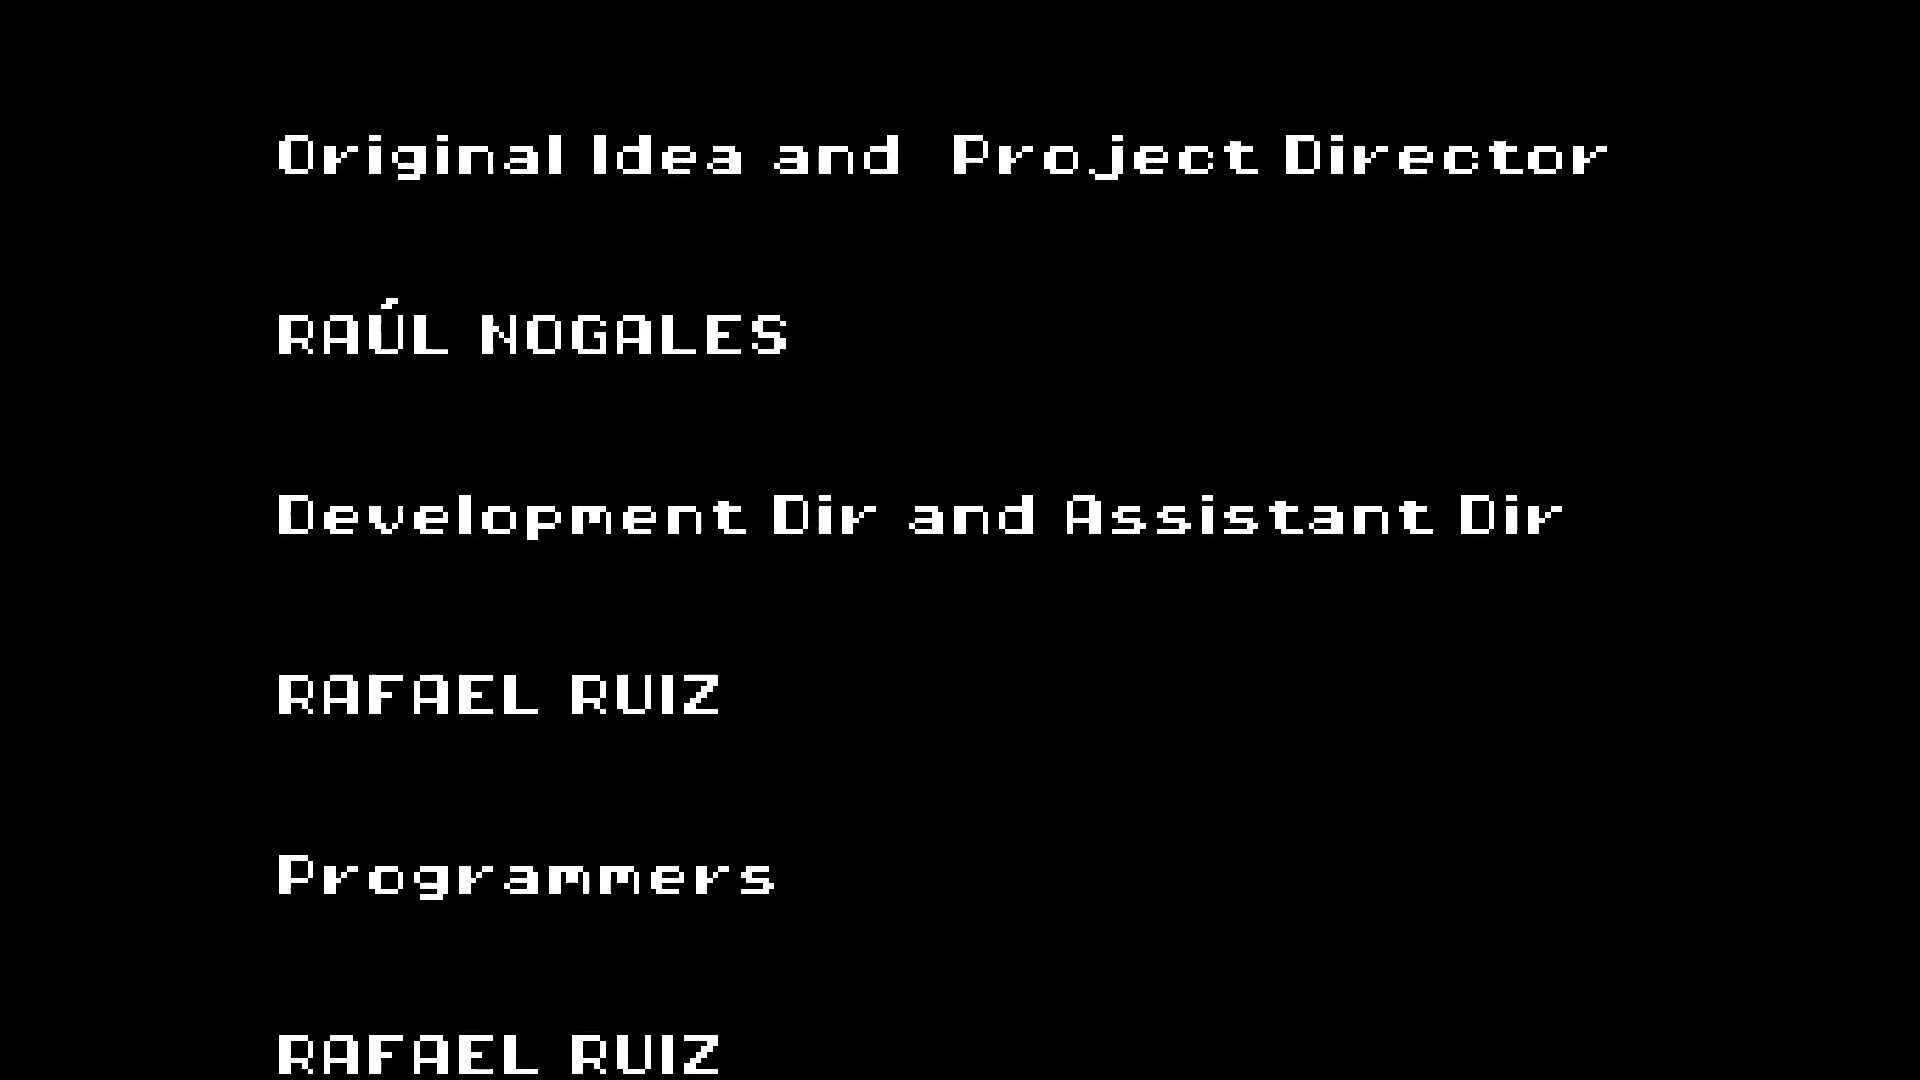 Original Idea and  Project Director
RAÚL NOGALES
Development Dir and Assistant Dir
RAFAEL RUIZ
Programmers
RAFAEL RUIZ